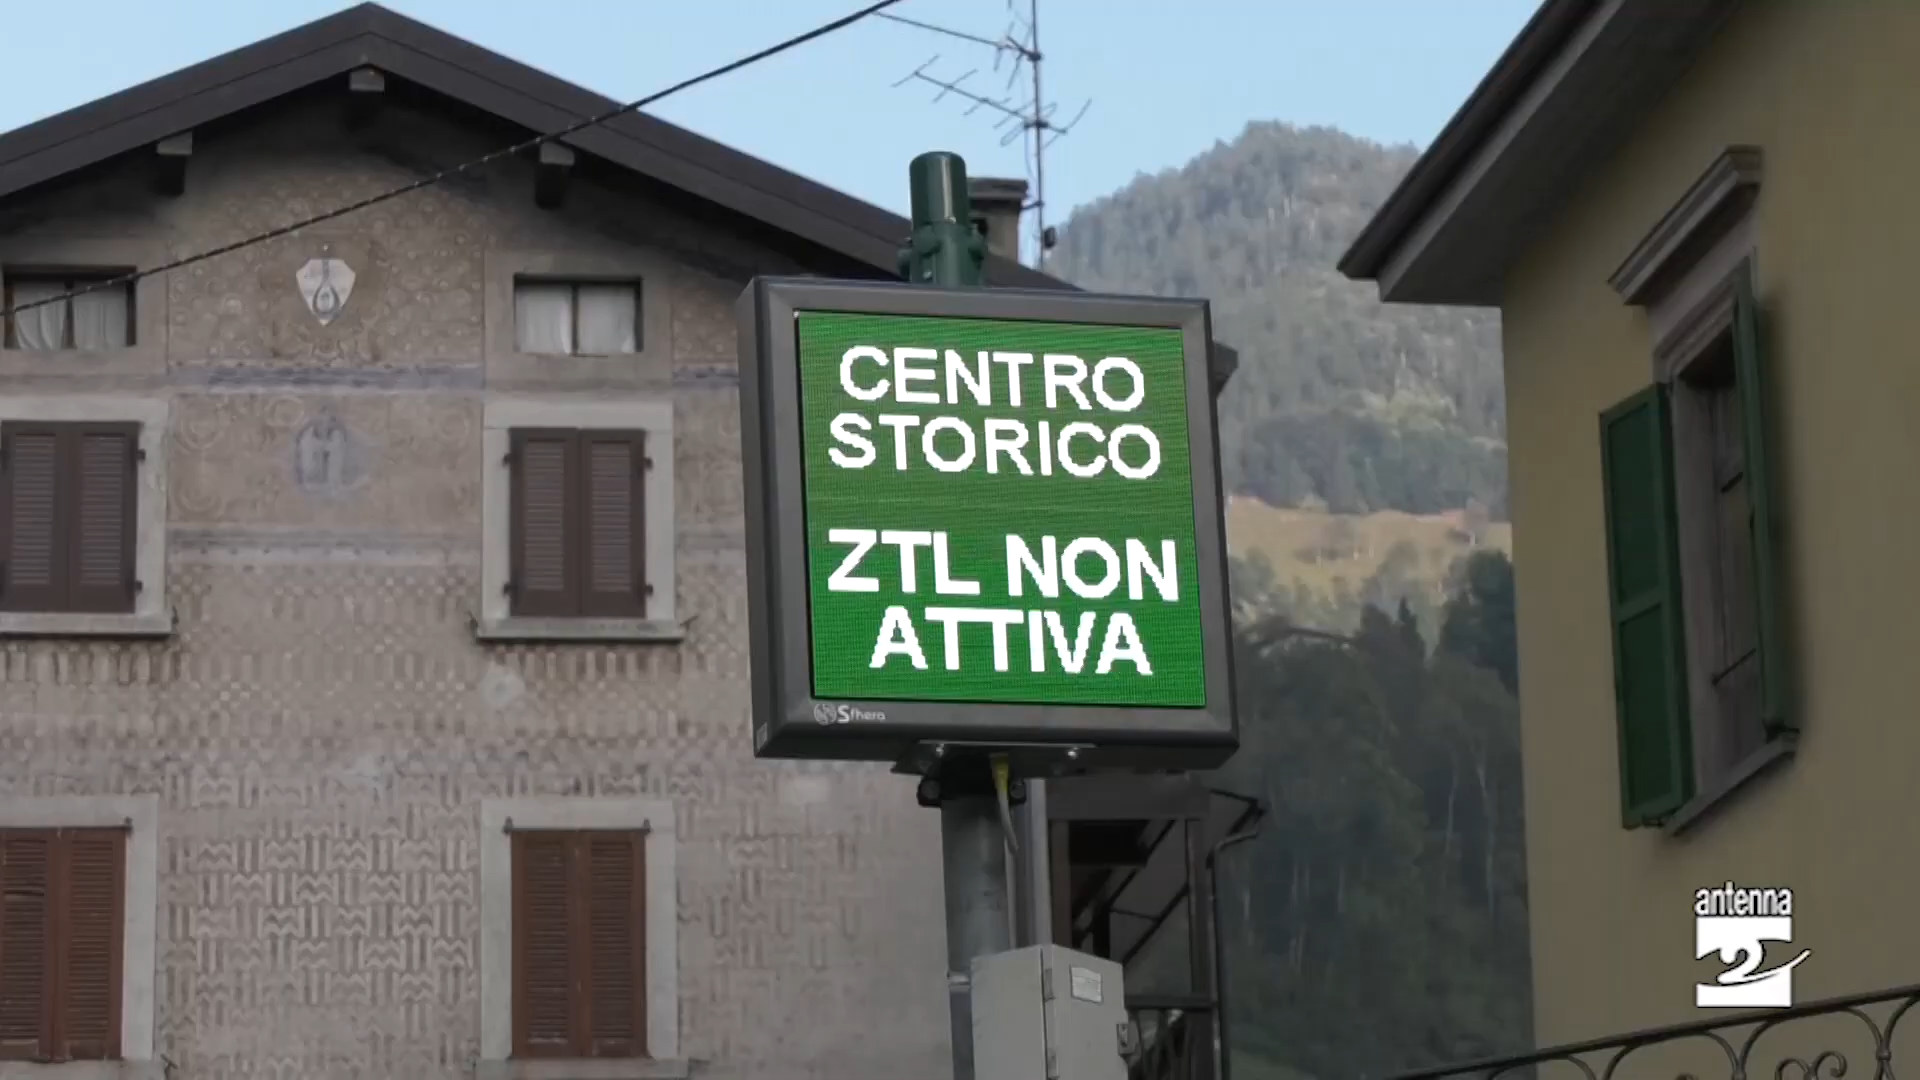 CENTRO
STORICO
ZTL NON
ATTIVA
Sfhera
antenna
2